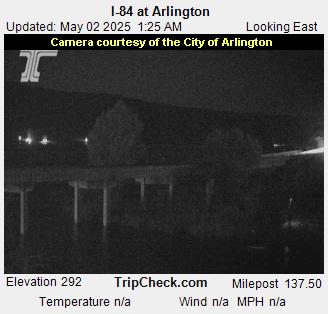 I-84 at Arlington
Updated: May 02 2025 1:25 AM Looking East
Camera courtesy of the City of Arlington
Elevation 292 TripCheck.com Milepost 137.50
Temperature n/a Wind n/a MPH n/a